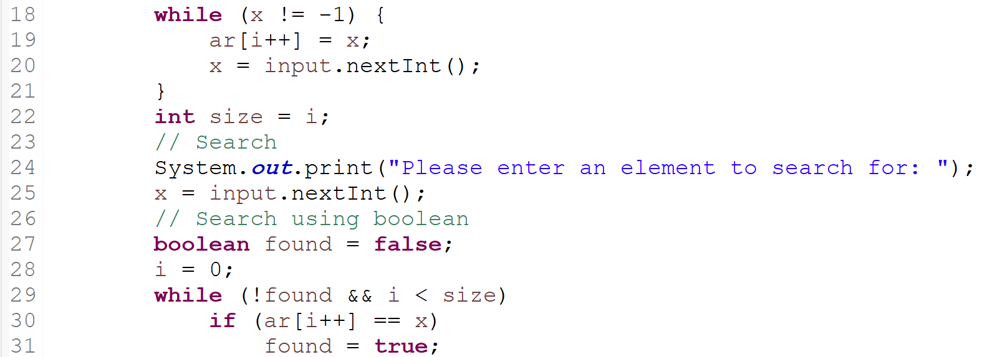 18 while (x != -1) {
19 ar[i++] = x;
20 x = input.nextInt();
21 }
22 int size = i;
23 // Search
24 System.out.print("Please enter an element to search for: ");
25 x = input.nextInt();
26 // Search using boolean
27 boolean found = false;
28 i = 0;
29 while (!found && i < size)
30 if (ar[i++] == x)
31 found = true;